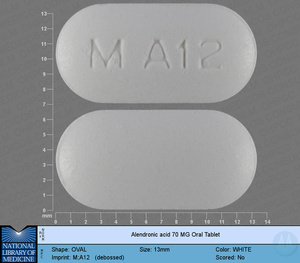 13
12
11
10
9
8
7
6
5
4
3
2
1
0
mm
M A12
0 1 2 3 4 5 6 7 8 9 10 11 12 13 14
NATIONAL
LIBRARY OF
MEDICINE
Alendronic acid 70 MG Oral Tablet
Shape: OVAL Size: 13mm Color: WHITE
Imprint: M;A12 (debossed) Scored: No